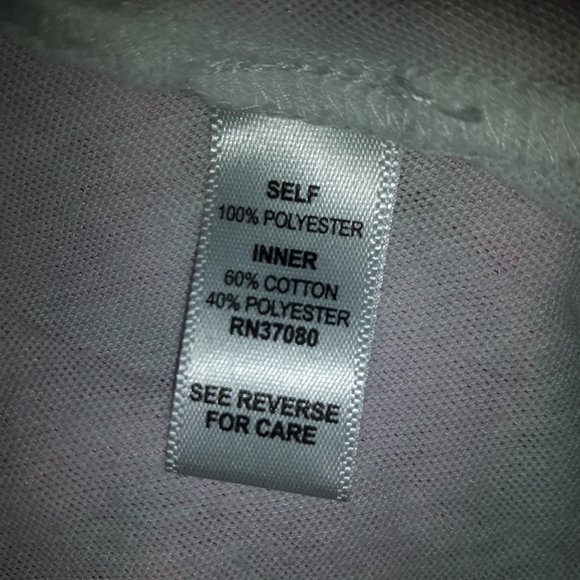 SELF
100% POLYESTER
INNER
60% COTTON
40% POLYESTER
RN37080
SEE REVERSE
FOR CARE